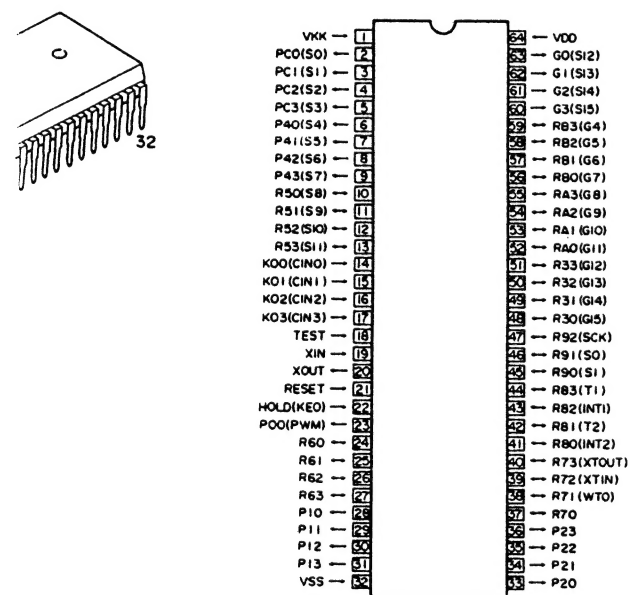 32
VKK 1
PC0(S0) 2
PC1(S1) 3
PC2(S2) 4
PC3(S3) 5
P40(S4) 6
P41(S5) 7
P42(S6) 8
P43(S7) 9
R50(S8) 10
R51(S9) 11
R52(S10) 12
R53(S11) 13
K00(CIN0) 14
K01(CIN1) 15
K02(CIN2) 16
K03(CIN3) 17
TEST 18
XIN 19
XOUT 20
RESET 21
HOLD(KE0) 22
P00(PWM) 23
R60 24
R61 25
R62 26
R63 27
P10 28
P11 29
P12 30
P13 31
VSS 32
64 VDD
63 G0(S12)
62 G1(S13)
61 G2(S14)
60 G3(S15)
59 RB3(G4)
58 RB2(G5)
57 RB1(G6)
56 RB0(G7)
55 RA3(G8)
54 RA2(G9)
53 RA1(G10)
52 RA0(G11)
51 R33(G12)
50 R32(G13)
49 R31(G14)
48 R30(G15)
47 R92(SCK)
46 R91(SO)
45 R90(SI)
44 R83(T1)
43 R82(INT1)
42 R81(T2)
41 R80(INT2)
40 R73(XTOUT)
39 R72(XTIN)
38 R71(WTO)
37 R70
36 P23
35 P22
34 P21
33 P20